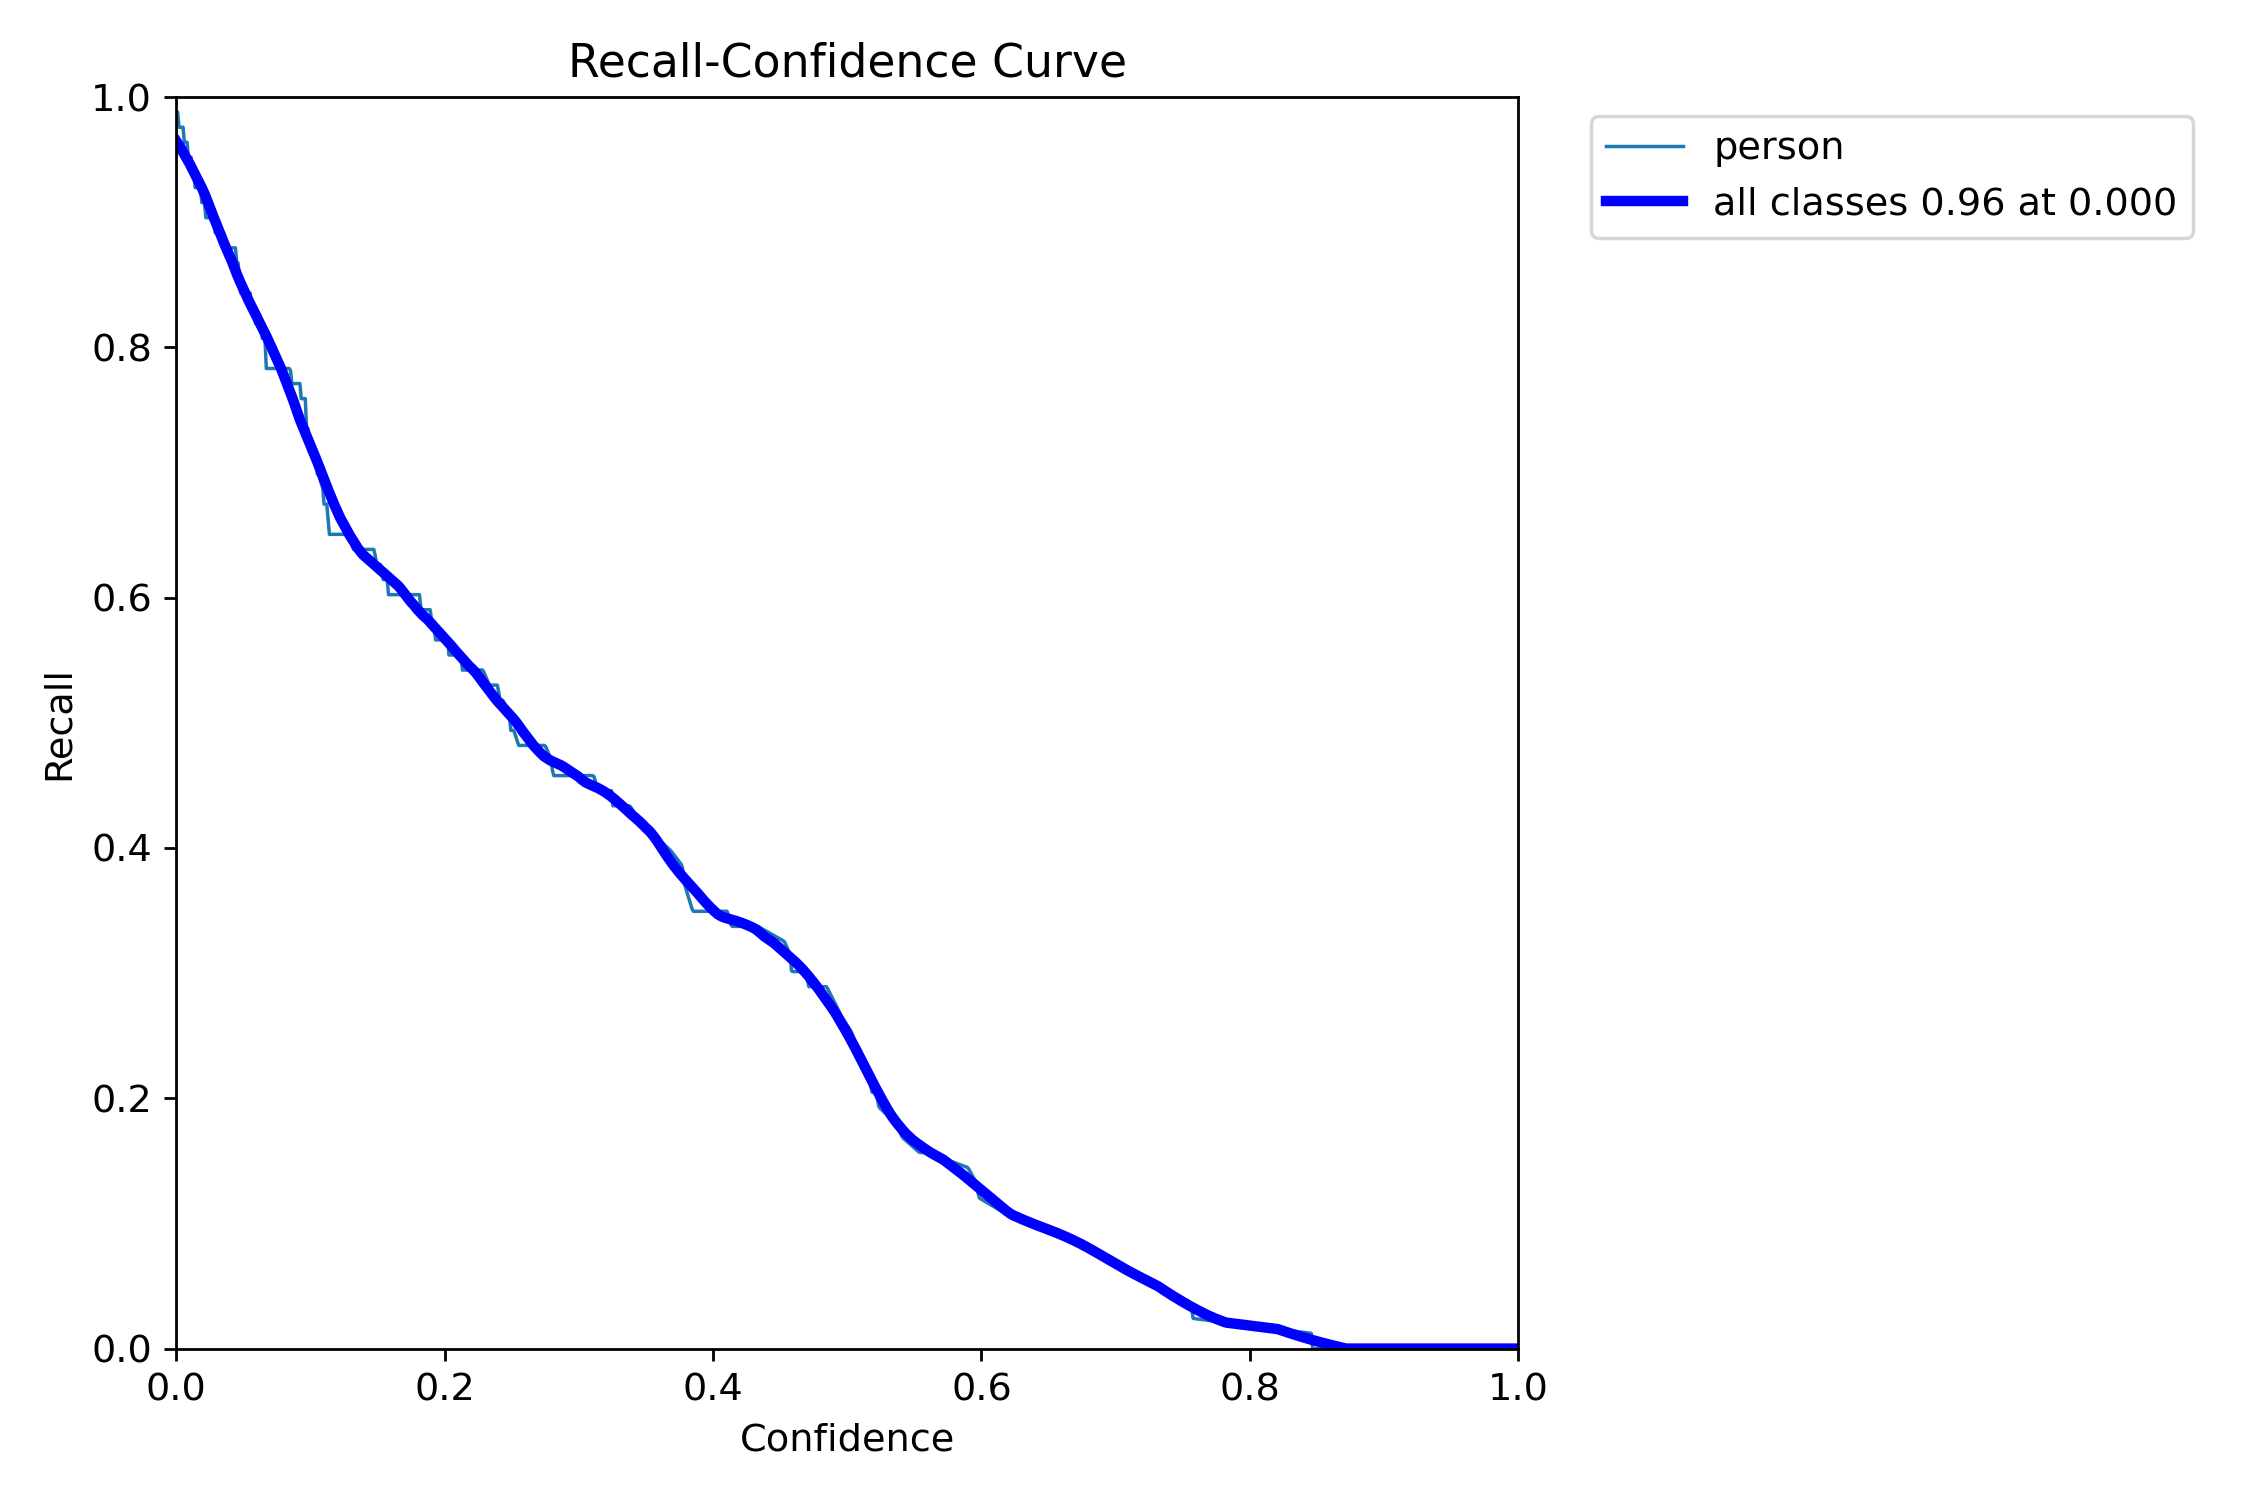 Recall-Confidence Curve
1.0
0.8
0.6
0.4
0.2
0.0
Recall
0.0 0.2 0.4 0.6 0.8 1.0
Confidence
person
all classes 0.96 at 0.000